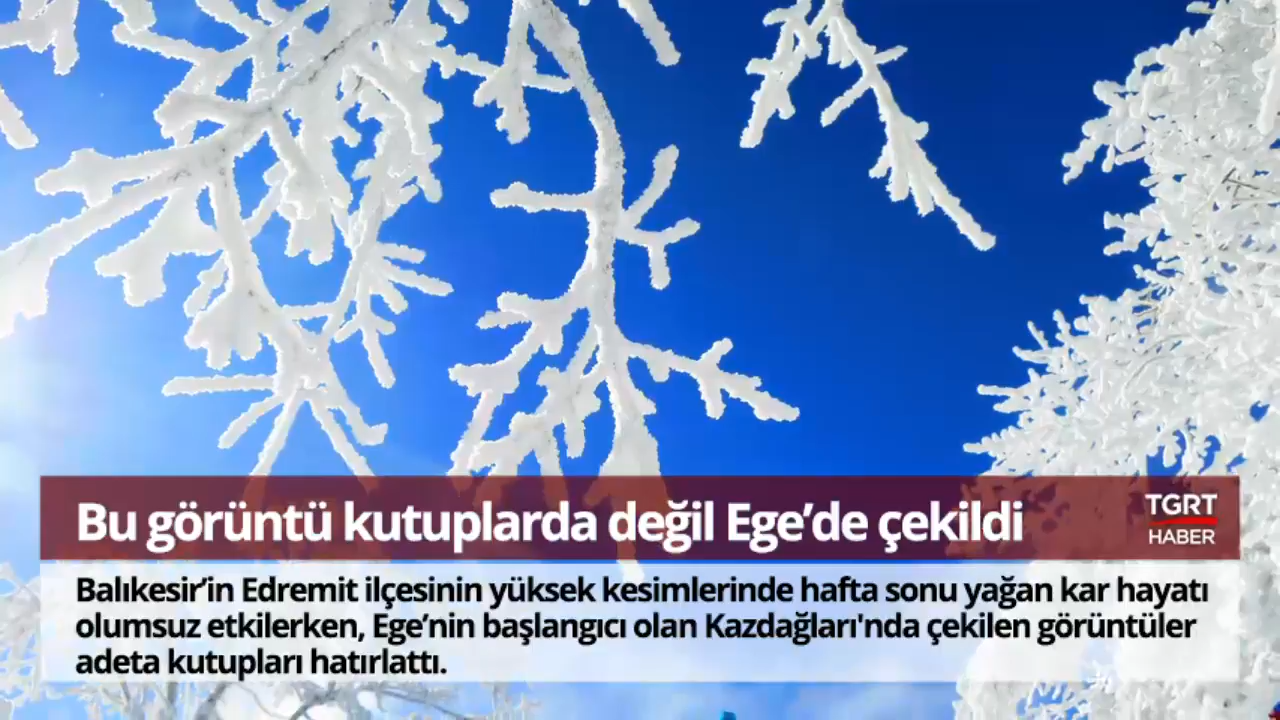 Bu görüntü kutuplarda değil Ege’de çekildi
TGRT
HABER
Balıkesir’in Edremit ilçesinin yüksek kesimlerinde hafta sonu yağan kar hayatı
olumsuz etkilerken, Ege’nin başlangıcı olan Kazdağları'nda çekilen görüntüler
adeta kutupları hatırlattı.